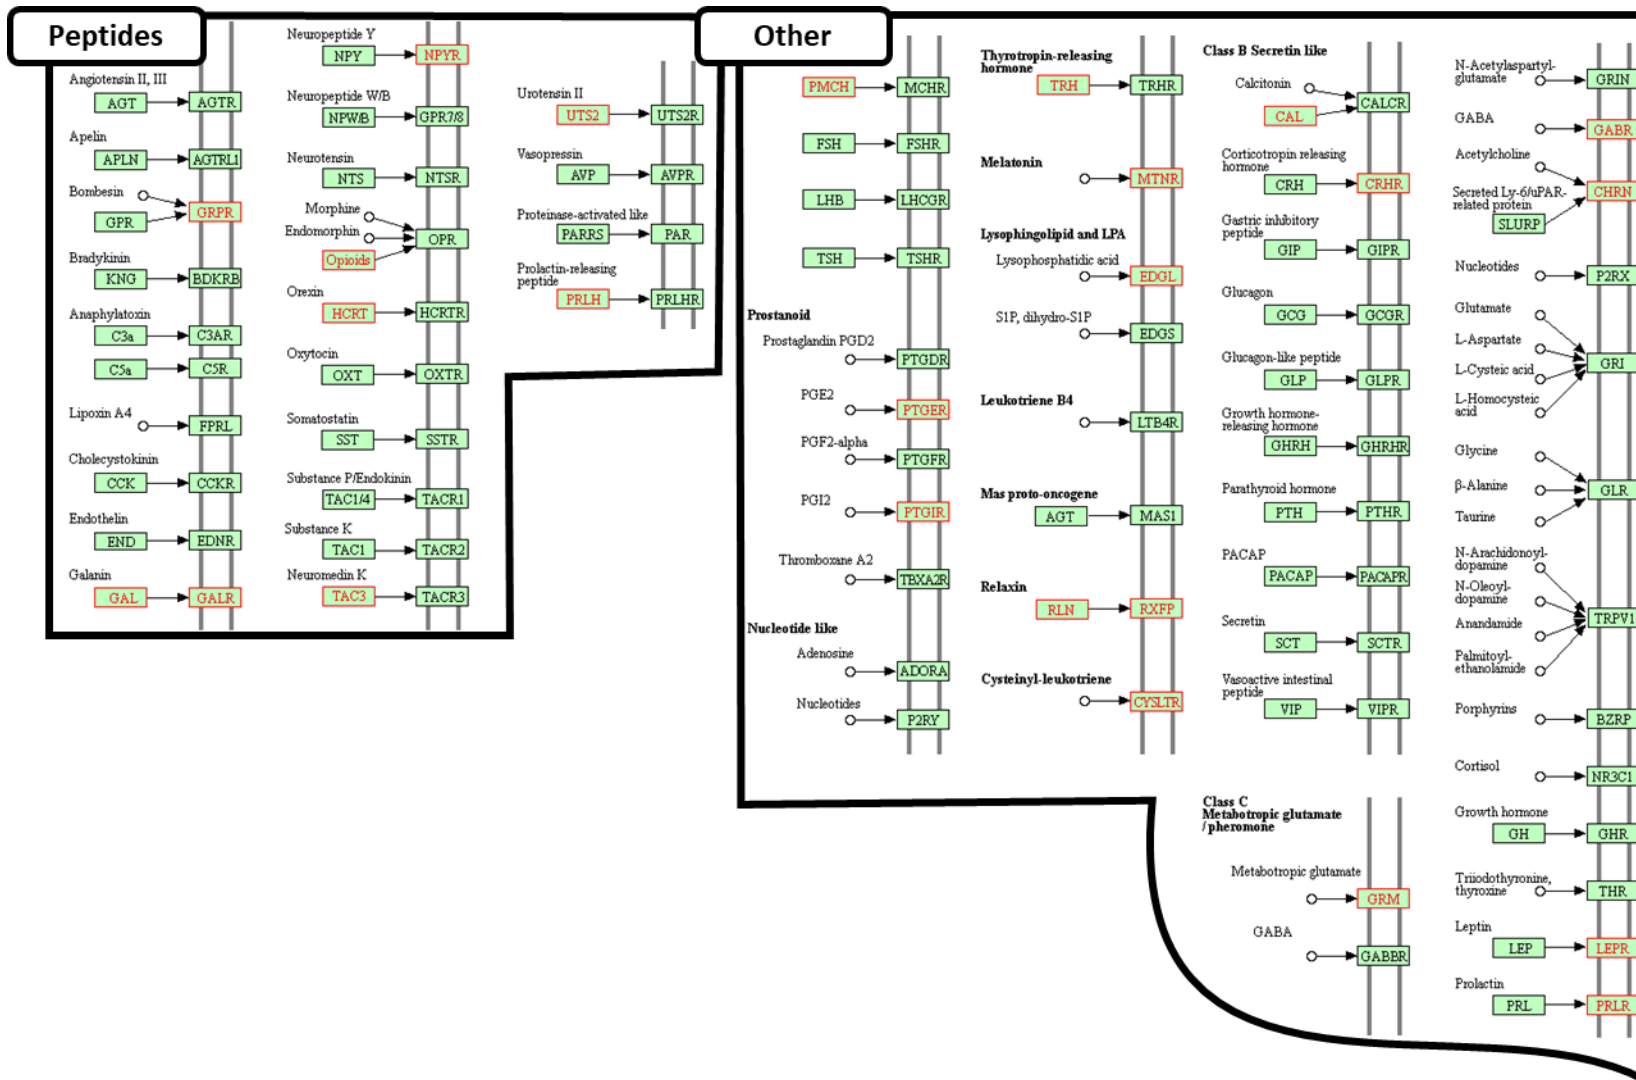 Peptides
Angiotensin II, III
AGT
AGTR
Apelin
APLN
AGTRL1
Bombesin
GPR
GRPR
Bradykinin
KNG
BDKRB
Anaphylatoxin
C3a
C3AR
C5a
C5R
Lipoxin A4
FPRL
Cholecystokinin
CCK
CCKR
Endothelin
END
EDNR
Galanin
GAL
GALR
Neuropeptide Y
NPY
NPYR
Neuropeptide W/B
NPW/B
GPR7/8
Neurotensin
NTS
NTSR
Morphine
Endomorphin
Opioids
OPR
Orexin
HCRT
HCRTR
Oxytocin
OXT
OXTR
Somatostatin
SST
SSTR
Substance P/Endokinin
TAC1/4
TACR1
Substance K
TAC1
TACR2
Neuromedin K
TAC3
TACR3
Urotensin II
UTS2
UTS2R
Vasopressin
AVP
AVPR
Proteinase-activated like
PARRS
PAR
Prolactin-releasing
peptide
PRLH
PRLHR
Other
PMCH
MCHR
FSH
FSHR
LHB
LHCGR
TSH
TSHR
Prostanoid
Prostaglandin PGD2
PTGDR
PGE2
PTGER
PGF2-alpha
PTGFR
PGI2
PTGIR
Thromboxane A2
TBXA2R
Nucleotide like
Adenosine
ADORA
Nucleotides
P2RY
Thyrotropin-releasing
hormone
TRH
TRHR
Melatonin
MTNR
Lysophingolipid and LPA
Lysophosphatidic acid
EDGL
S1P, dihydro-S1P
EDGS
Leukotriene B4
LTB4R
Mas proto-oncogene
AGT
MAS1
Relaxin
RLN
RXFP
Cysteinyl-leukotriene
CYSLTR
Class B Secretin like
Calcitonin
CAL
CALCR
Corticotropin releasing
hormone
CRH
CRHR
Gastric inhibitory
peptide
GIP
GIPR
Glucagon
GCG
GCGR
Glucagon-like peptide
GLP
GLPR
Growth hormone-
releasing hormone
GHRH
GHRHR
Parathyroid hormone
PTH
PTHR
PACAP
PACAP
PACAPR
Secretin
SCT
SCTR
Vasoactive intestinal
peptide
VIP
VIPR
Class C
Metabotropic glutamate
/ pheromone
Metabotropic glutamate
GRM
GABA
GABBR
N-Acetylaspartyl-
glutamate
GRIN
GABA
GABR
Acetylcholine
CHRN
Secreted Ly-6/uPAR-
related protein
SLURP
Nucleotides
P2RX
Glutamate
L-Aspartate
GRI
L-Cysteic acid
L-Homocysteic
acid
Glycine
β-Alanine
GLR
Taurine
N-Arachidonoyl-
dopamine
N-Oleoyl-
dopamine
TRPV1
Anandamide
Palmitoyl-
ethanolamide
Porphyrins
BZRP
Cortisol
NR3C1
Growth hormone
GH
GHR
Triiodothyronine,
thyroxine
THR
Leptin
LEP
LEPR
Prolactin
PRL
PRLR